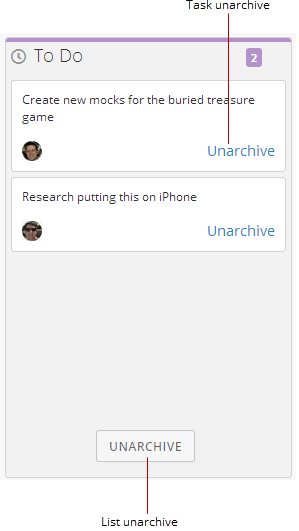 Task unarchive
To Do
2
Create new mocks for the buried treasure
game
Unarchive
Research putting this on iPhone
Unarchive
UNARCHIVE
List unarchive